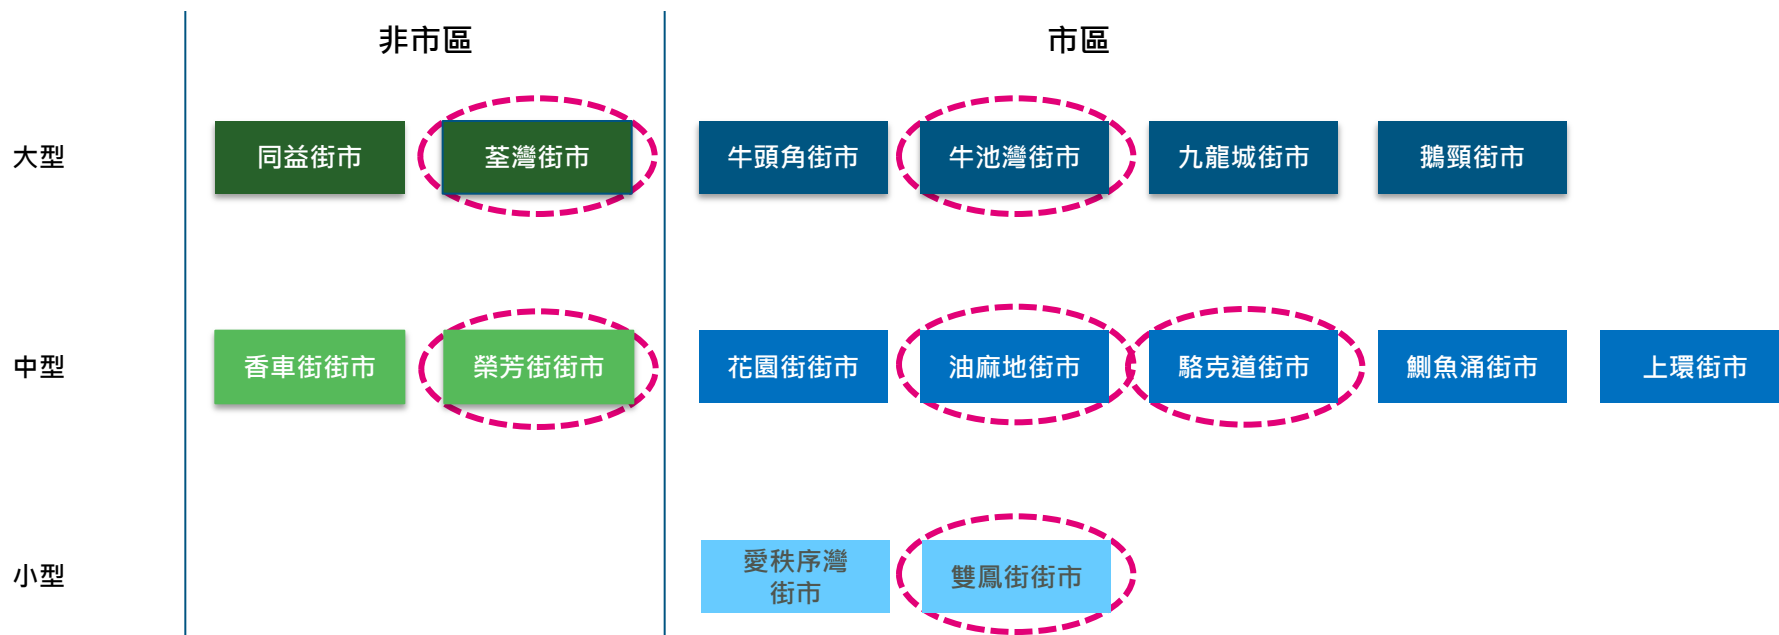 非市區
市區
大型
同益街市
荃灣街市
牛頭角街市
牛池灣街市
九龍城街市
鵝頸街市
中型
香車街街市
榮芳街街市
花園街街市
油麻地街市
駱克道街市
鰂魚涌街市
上環街市
小型
愛秩序灣
街市
雙鳳街街市